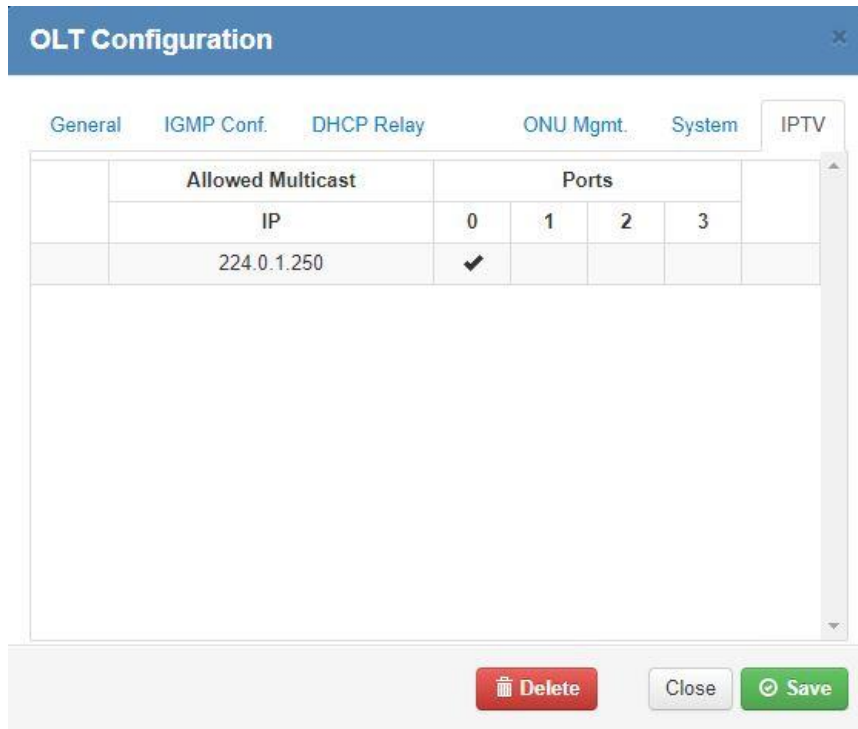 OLT Configuration ×
General IGMP Conf. DHCP Relay ONU Mgmt. System IPTV
Allowed Multicast Ports
IP 0 1 2 3
224.0.1.250 ✔
Delete Close Save